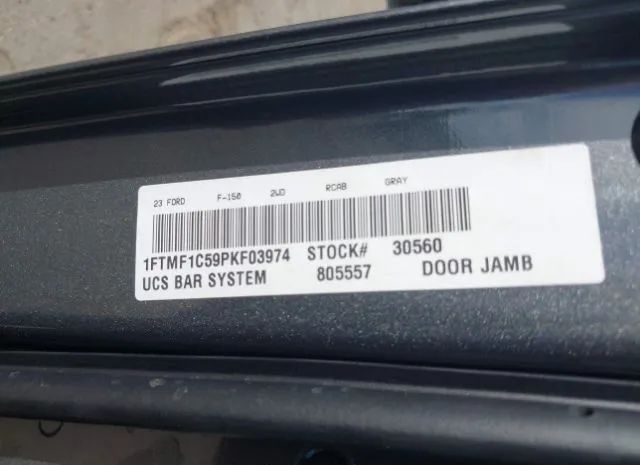 23 FORD F-150 2WD RCAB GRAY
1FTMF1C59PKF03974 STOCK# 30560
UCS BAR SYSTEM 805557 DOOR JAMB